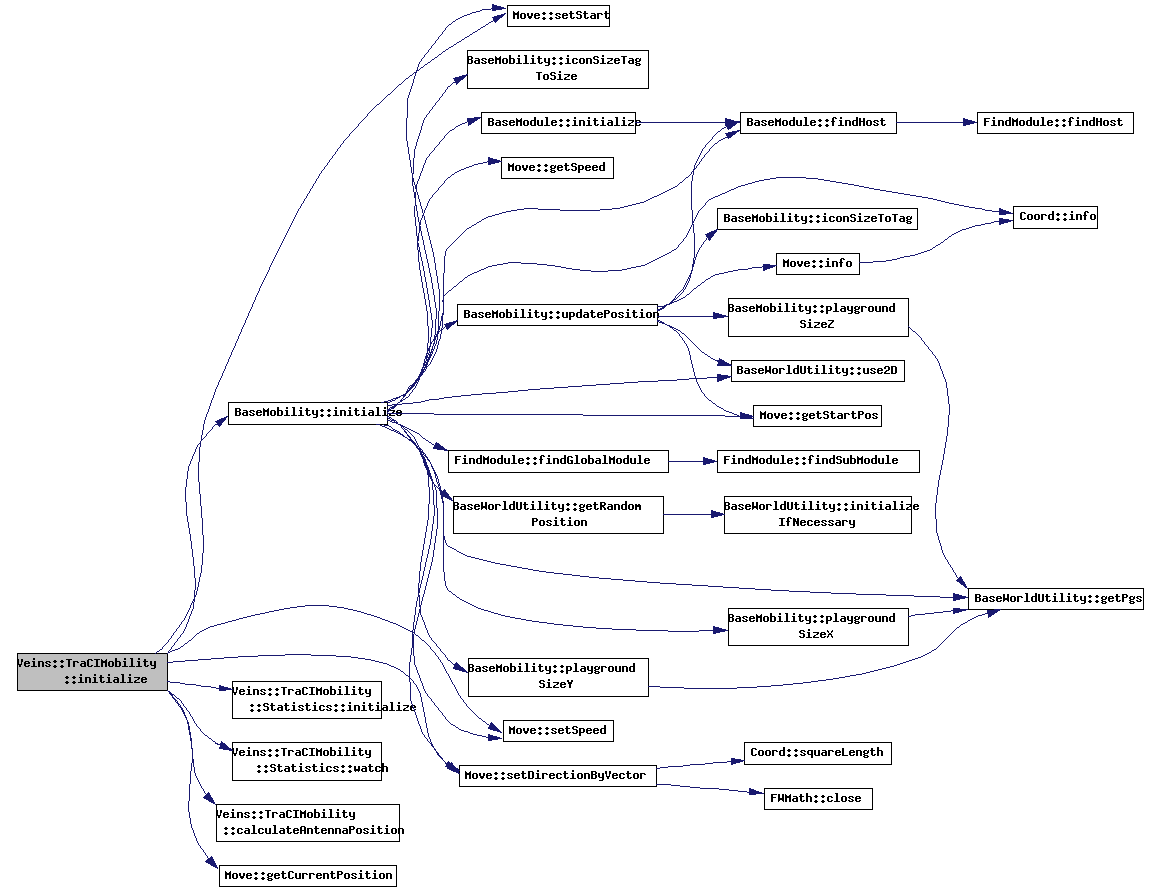 Move::setStart
BaseMobility::iconSizeTag
ToSize
BaseModule::initialize
BaseModule::findHost
FindModule::findHost
Move::getSpeed
BaseMobility::iconSizeToTag
Coord::info
Move::info
BaseMobility::updatePosition
BaseMobility::playground
SizeZ
BaseWorldUtility::use2D
BaseMobility::initialize
Move::getStartPos
FindModule::findGlobalModule
FindModule::findSubModule
BaseWorldUtility::getRandom
Position
BaseWorldUtility::initialize
IfNecessary
BaseWorldUtility::getPgs
BaseMobility::playground
SizeX
Veins::TraCIMobility
::initialize
BaseMobility::playground
SizeY
Veins::TraCIMobility
::Statistics::initialize
Move::setSpeed
Veins::TraCIMobility
::Statistics::watch
Coord::squareLength
Move::setDirectionByVector
FWMath::close
Veins::TraCIMobility
::calculateAntennaPosition
Move::getCurrentPosition